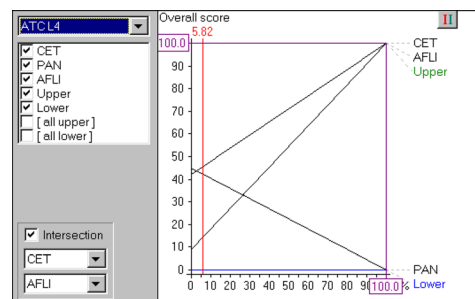 ATC L4
CET
PAN
AFLI
Upper
Lower
[ all upper ]
[ all lower ]
Intersection
CET
AFLI
Overall score
5.82
100.0
90
80
70
60
50
40
30
20
10
0
0 10 20 30 40 50 60 70 80 90 100.0 %
CET
AFLI
Upper
PAN
Lower